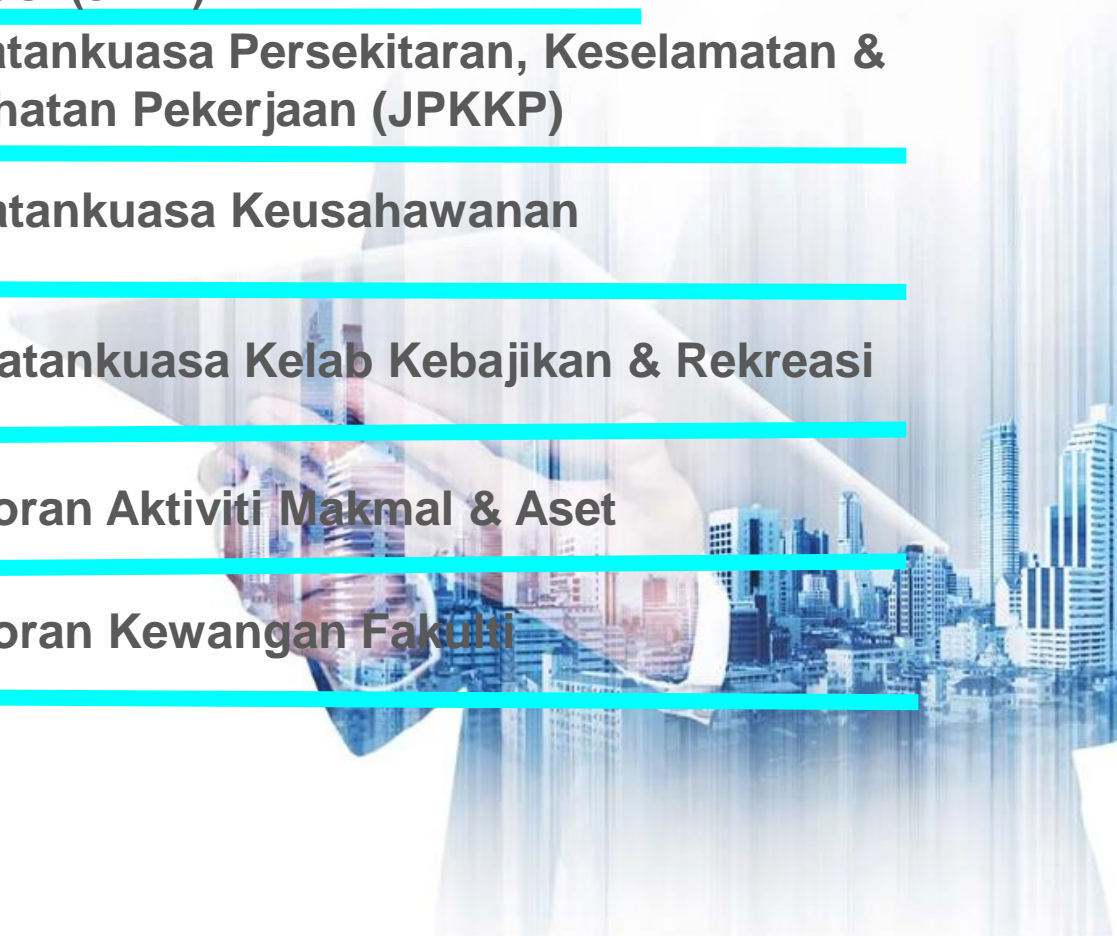 atankuasa Persekitaran, Keselamatan &
hatan Pekerjaan (JPKKP)
atankuasa Keusahawanan
atankuasa Kelab Kebajikan & Rekreasi
oran Aktiviti Makmal & Aset
oran Kewangan Fakulti